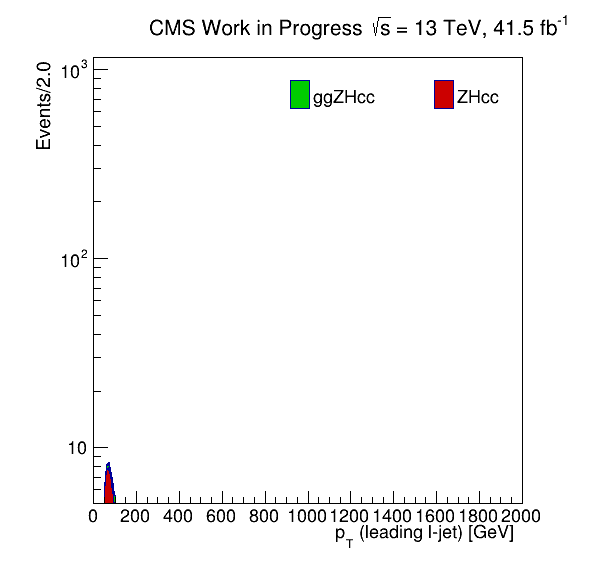 CMS Work in Progress √s = 13 TeV, 41.5 fb⁻¹
Events/2.0
10³
10²
10
ggZHcc
ZHcc
0 200 400 600 800 1000 1200 1400 1600 1800 2000
p_T (leading l-jet) [GeV]